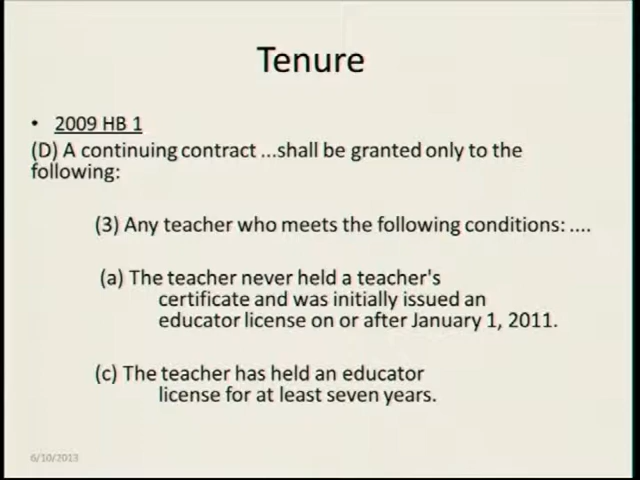 Tenure
• 2009 HB 1
(D) A continuing contract ...shall be granted only to the
following:
(3) Any teacher who meets the following conditions: ....
(a) The teacher never held a teacher's
certificate and was initially issued an
educator license on or after January 1, 2011.
(c) The teacher has held an educator
license for at least seven years.
6/10/2013